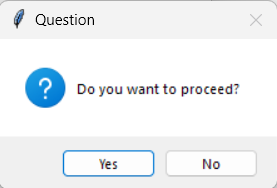 Question
Do you want to proceed?
Yes
No